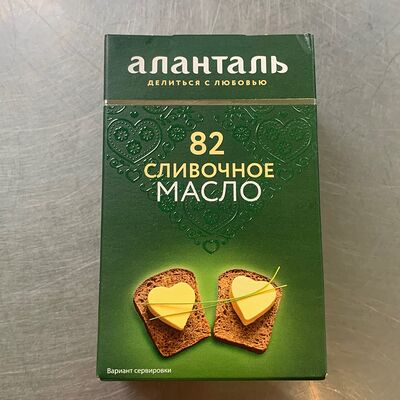 аланталь
ДЕЛИТЬСЯ С ЛЮБОВЬЮ
82
СЛИВОЧНОЕ
МАСЛО
Вариант сервировки